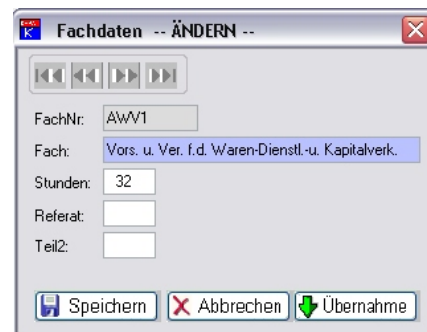 Fachdaten -- ÄNDERN --
FachNr: AWV1
Fach: Vors. u. Ver. f.d. Waren-Dienstl.-u. Kapitalverk.
Stunden: 32
Referat:
Teil2:
Speichern Abbrechen Übernahme